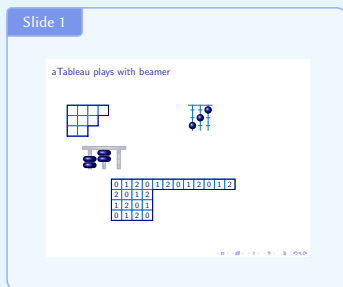 Slide 1
aTableau plays with beamer
0 1 2 0 1 2 0 1 2 0 1 2
2 0 1 2
1 2 0 1
0 1 2 0